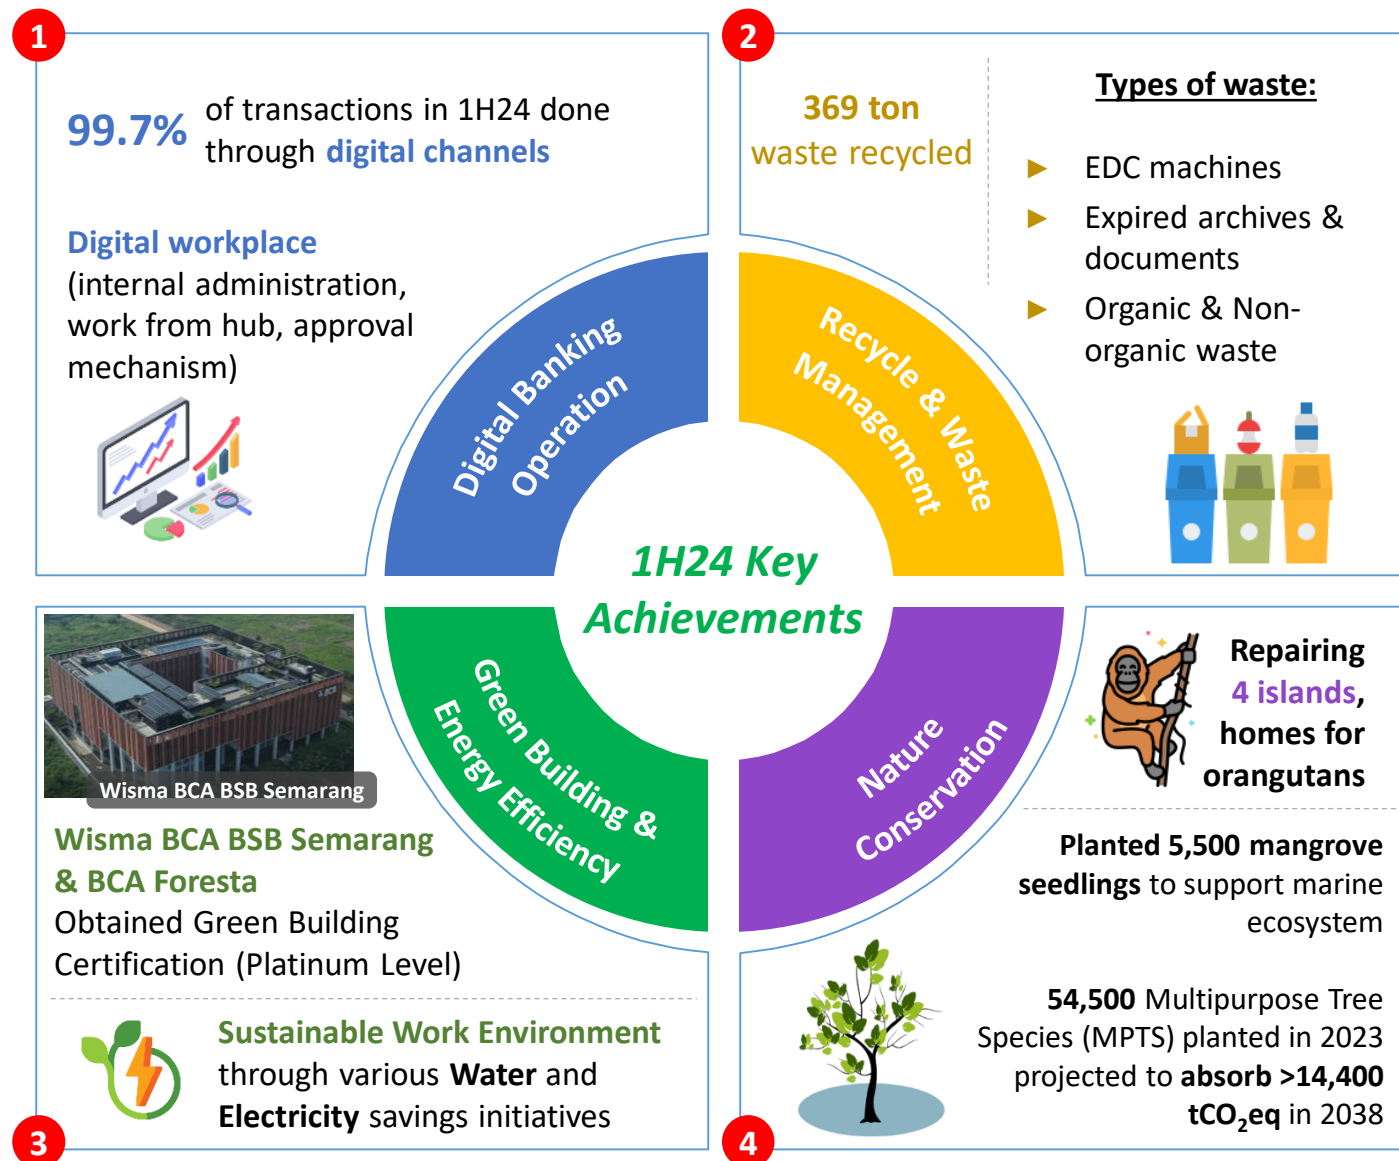 1
99.7%
of transactions in 1H24 done
through digital channels
Digital workplace
(internal administration,
work from hub, approval
mechanism)
Digital Banking
Operation
2
369 ton
waste recycled
Types of waste:
► EDC machines
► Expired archives &
documents
► Organic & Non-
organic waste
Recycle & Waste
Management
1H24 Key
Achievements
Wisma BCA BSB Semarang
Wisma BCA BSB Semarang
& BCA Foresta
Obtained Green Building
Certification (Platinum Level)
Sustainable Work Environment
through various Water and
Electricity savings initiatives
Green Building &
Energy Efficiency
3
Repairing
4 islands,
homes for
orangutans
Planted 5,500 mangrove
seedlings to support marine
ecosystem
54,500 Multipurpose Tree
Species (MPTS) planted in 2023
projected to absorb >14,400
tCO₂eq in 2038
Nature
Conservation
4